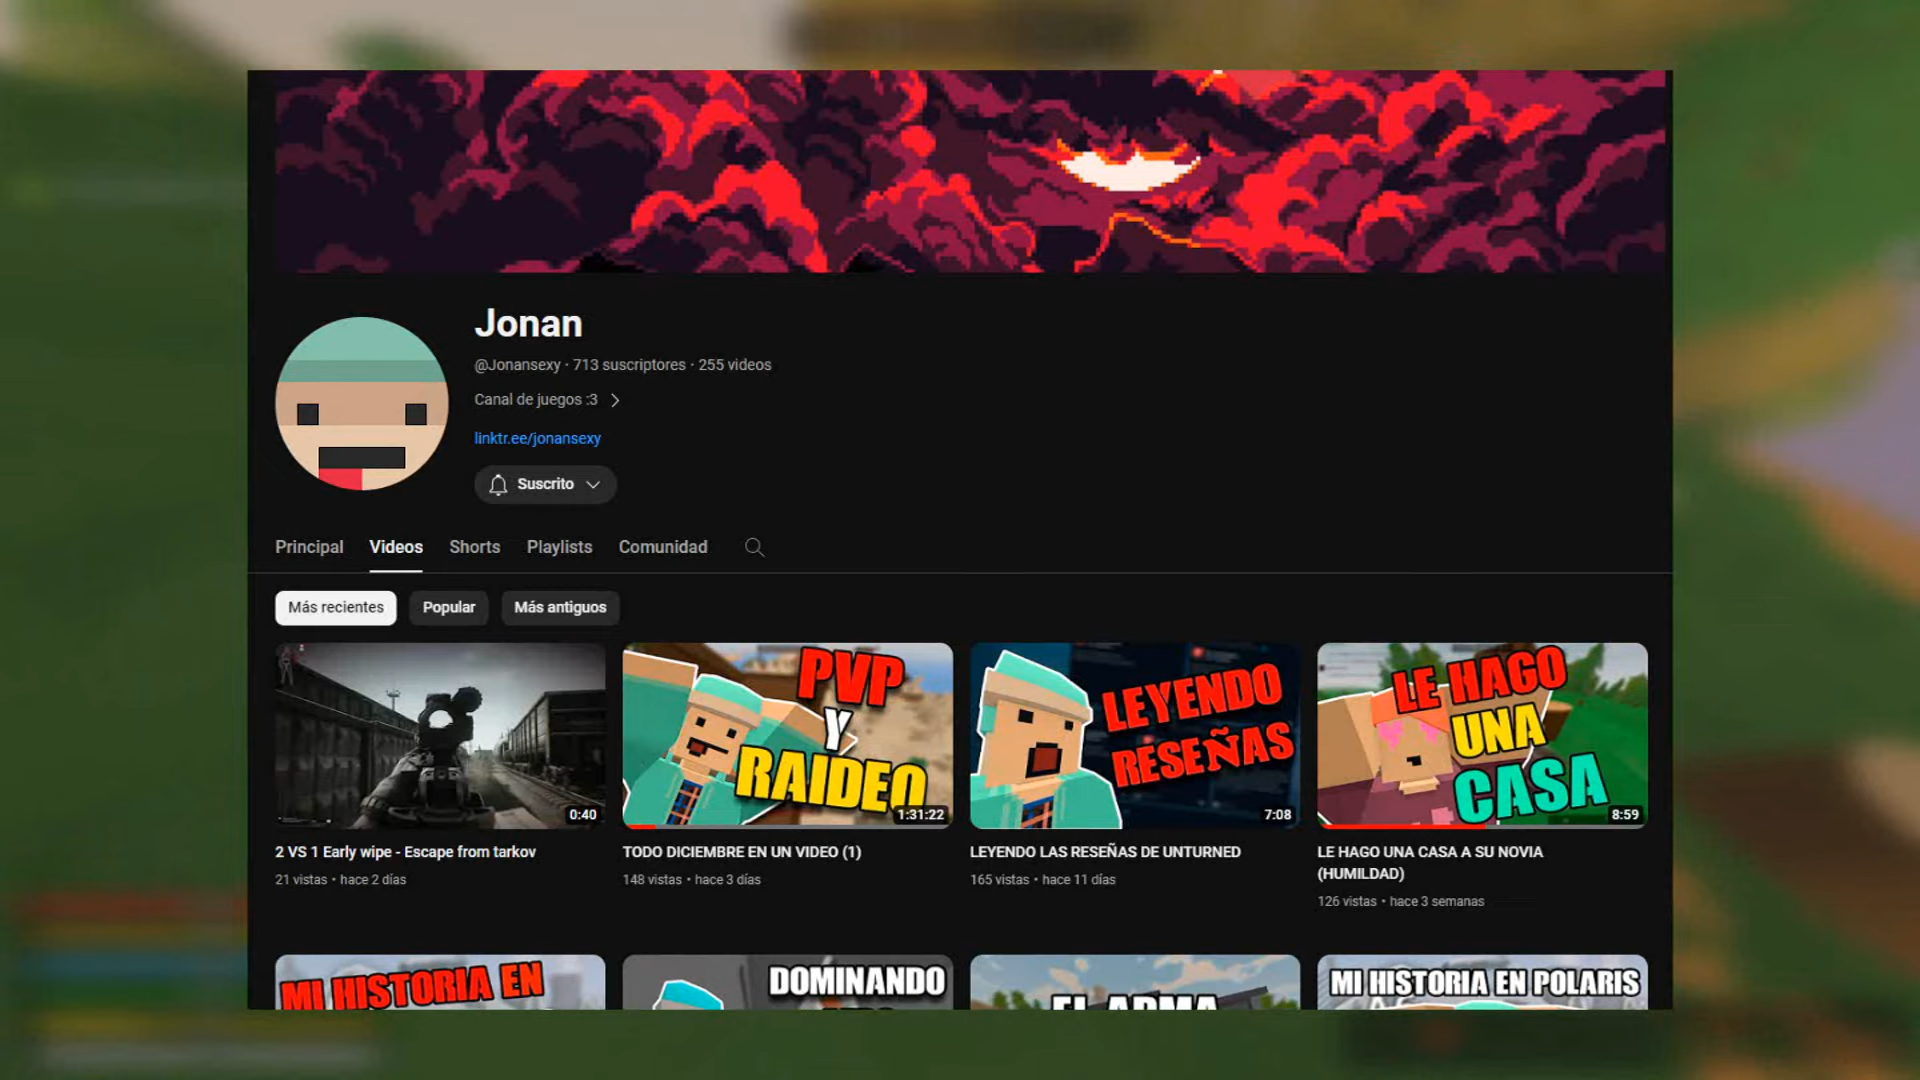 Jonan
@Jonansexy · 713 suscriptores · 255 videos
Canal de juegos :3
linktr.ee/jonansexy
Suscrito
Principal Videos Shorts Playlists Comunidad
Más recientes Popular Más antiguos
0:40
PVP
Y
RAIDEO
1:31:22
LEYENDO
RESEÑAS
7:08
LE HAGO
UNA
CASA
8:59
2 VS 1 Early wipe - Escape from tarkov
21 vistas • hace 2 días
TODO DICIEMBRE EN UN VIDEO (1)
148 vistas • hace 3 días
LEYENDO LAS RESEÑAS DE UNTURNED
165 vistas • hace 11 días
LE HAGO UNA CASA A SU NOVIA
(HUMILDAD)
126 vistas • hace 3 semanas
MI HISTORIA EN
DOMINANDO
EL ARMA
MI HISTORIA EN POLARIS